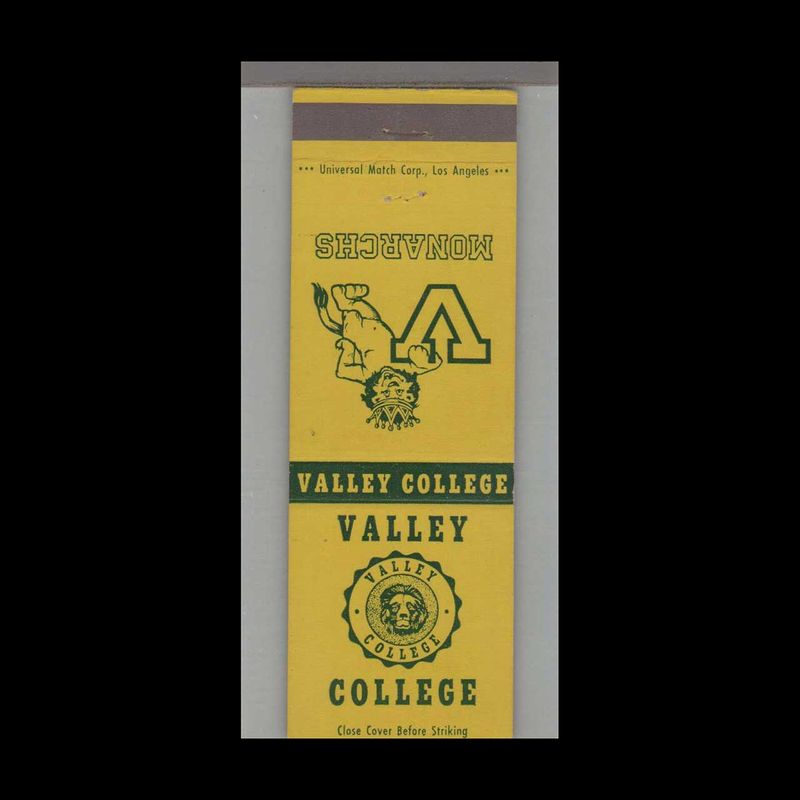 ••• Universal Match Corp., Los Angeles •••
MONARCHS
V
VALLEY COLLEGE
VALLEY
VALLEY
COLLEGE
COLLEGE
Close Cover Before Striking